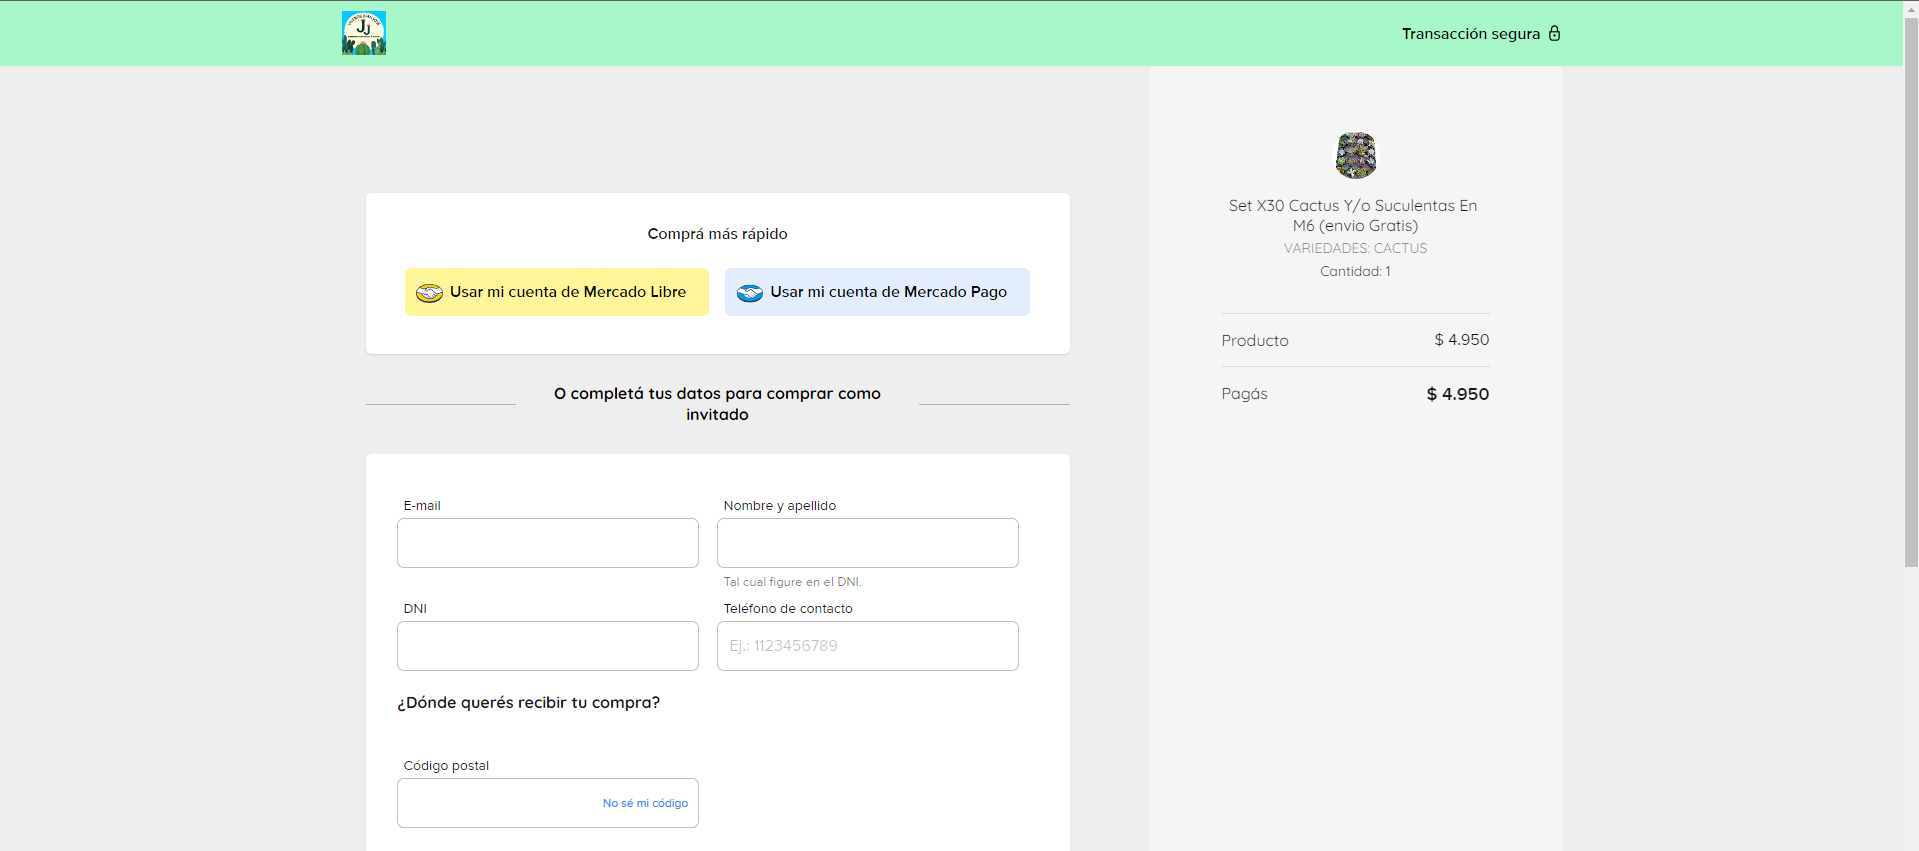 JJ
Transacción segura
Comprá más rápido
Usar mi cuenta de Mercado Libre
Usar mi cuenta de Mercado Pago
O completá tus datos para comprar como
invitado
E-mail
Nombre y apellido
Tal cual figure en el DNI.
DNI
Teléfono de contacto
Ej.: 1123456789
¿Dónde querés recibir tu compra?
Código postal
No sé mi código
Set X30 Cactus Y/o Suculentas En
M6 (envio Gratis)
VARIEDADES: CACTUS
Cantidad: 1
Producto
$ 4.950
Pagás
$ 4.950